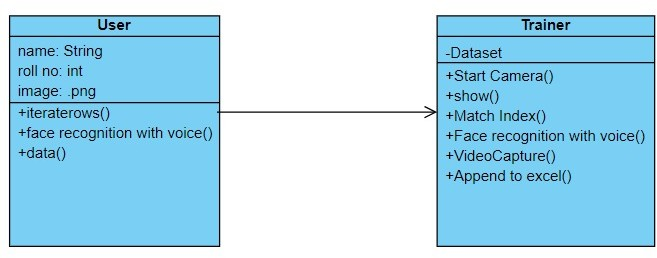 User
name: String
roll no: int
image: .png
+iteraterows()
+face recognition with voice()
+data()
Trainer
-Dataset
+Start Camera()
+show()
+Match Index()
+Face recognition with voice()
+VideoCapture()
+Append to excel()